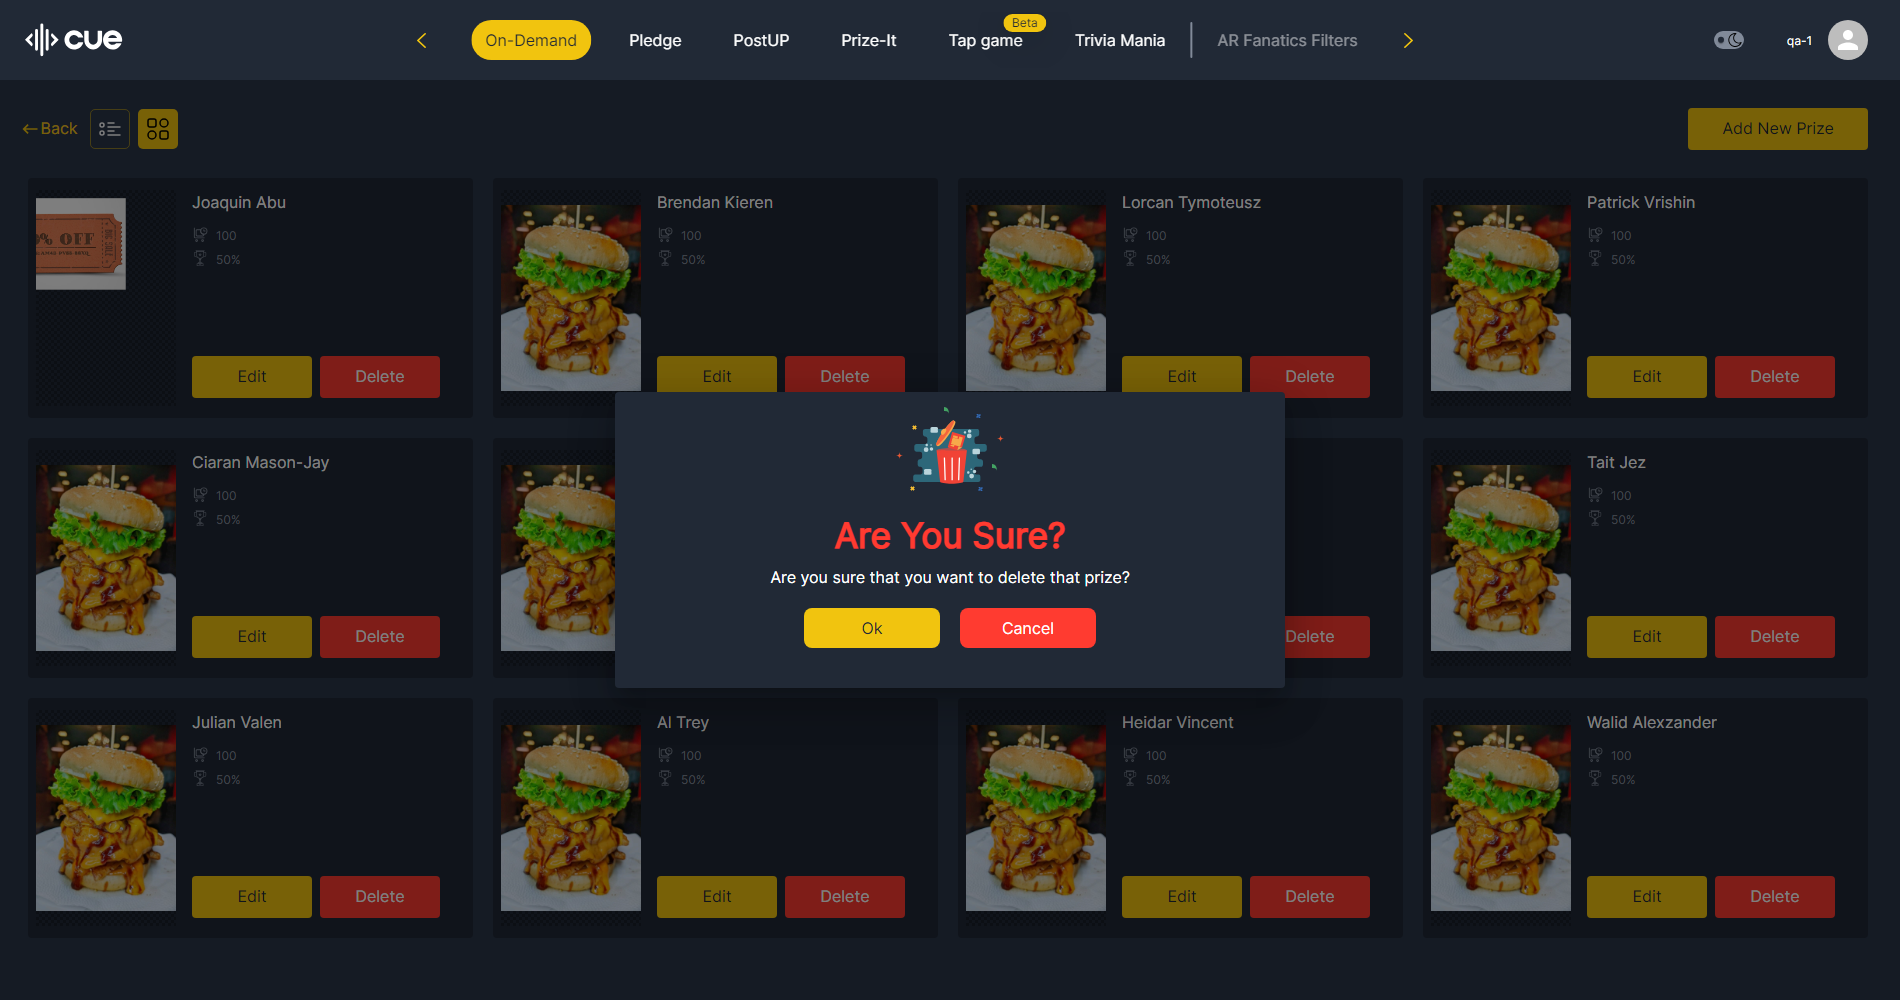 cue
On-Demand
Pledge
PostUP
Prize-It
Tap game
Beta
Trivia Mania
AR Fanatics Filters
qa-1
Back
Add New Prize
% OFF
Joaquin Abu
100
50%
Edit
Delete
Brendan Kieren
100
50%
Edit
Delete
Lorcan Tymoteusz
100
50%
Edit
Delete
Patrick Vrishin
100
50%
Edit
Delete
Ciaran Mason-Jay
100
50%
Edit
Delete
Are You Sure?
Are you sure that you want to delete that prize?
Ok
Cancel
Delete
Tait Jez
100
50%
Edit
Delete
Julian Valen
100
50%
Edit
Delete
Al Trey
100
50%
Edit
Delete
Heidar Vincent
100
50%
Edit
Delete
Walid Alexzander
100
50%
Edit
Delete